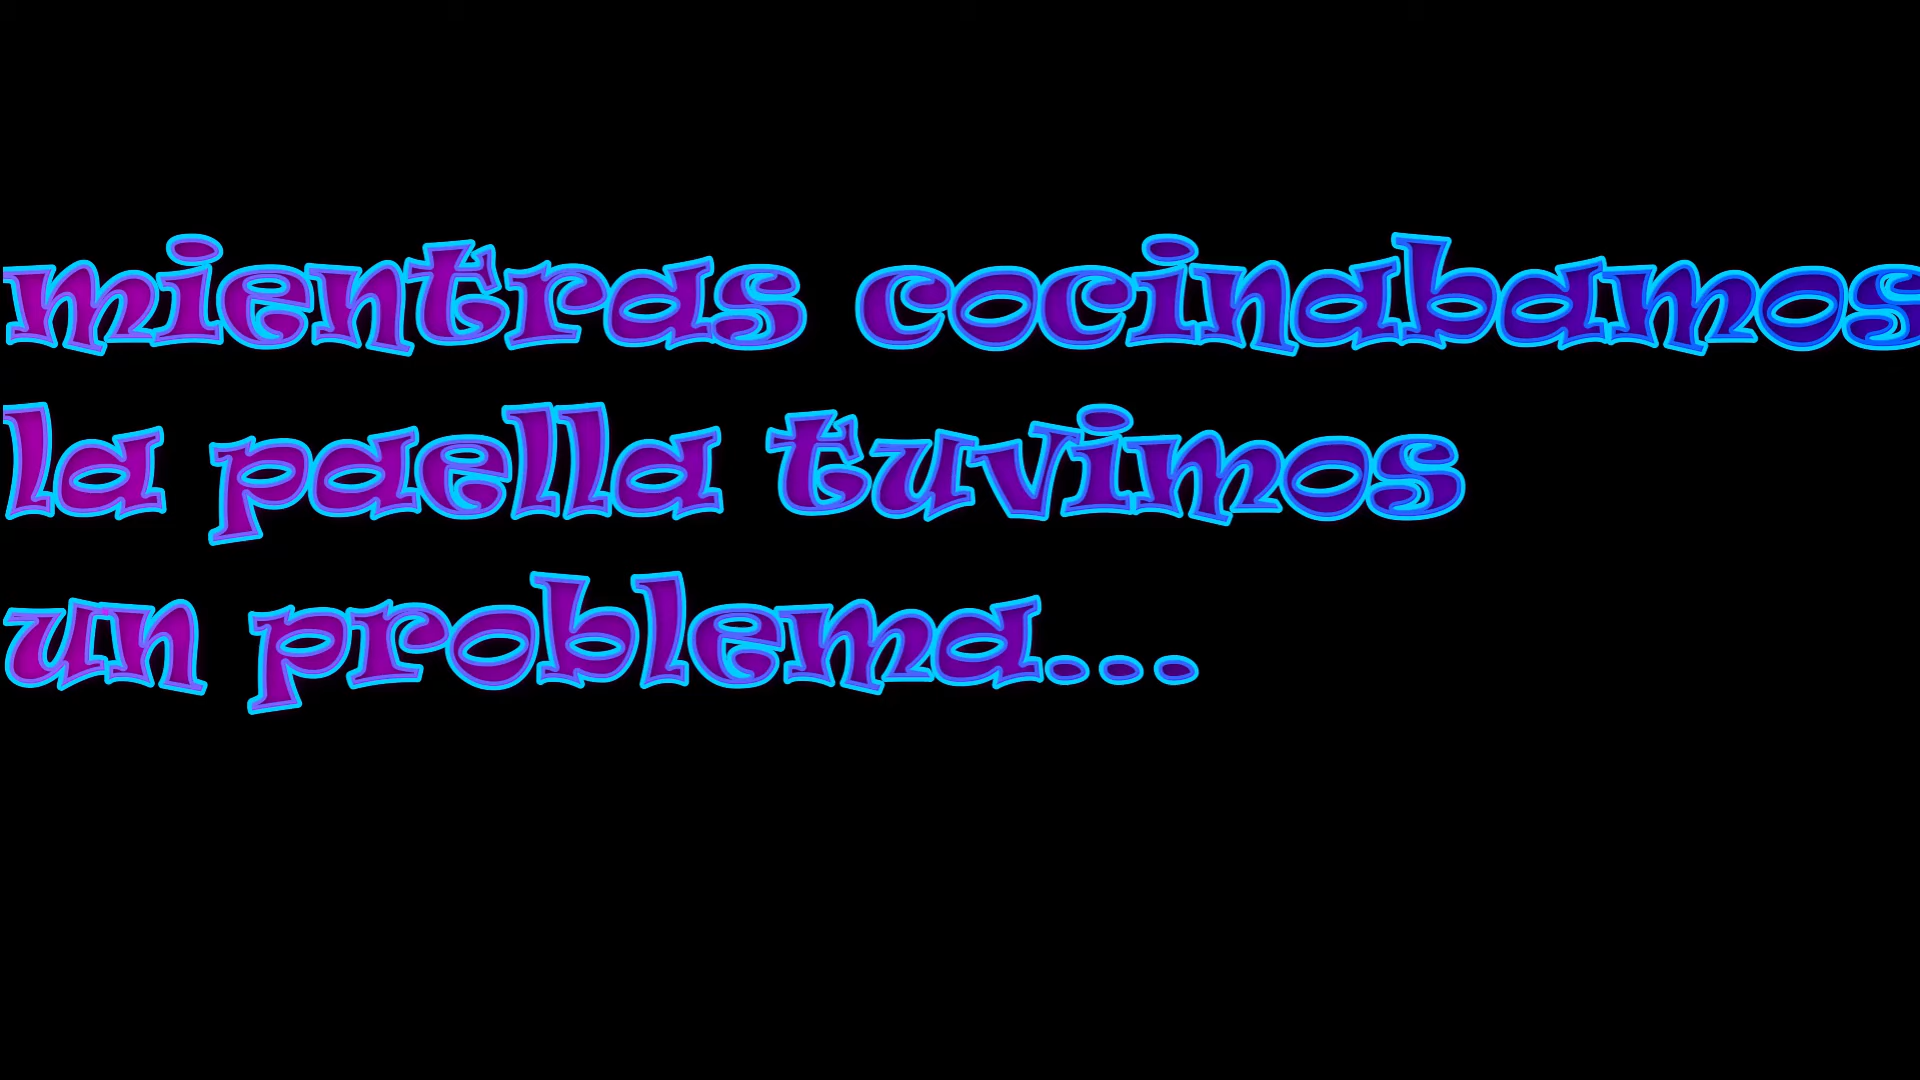 mientras cocinabamos
la paella tuvimos
un problema...